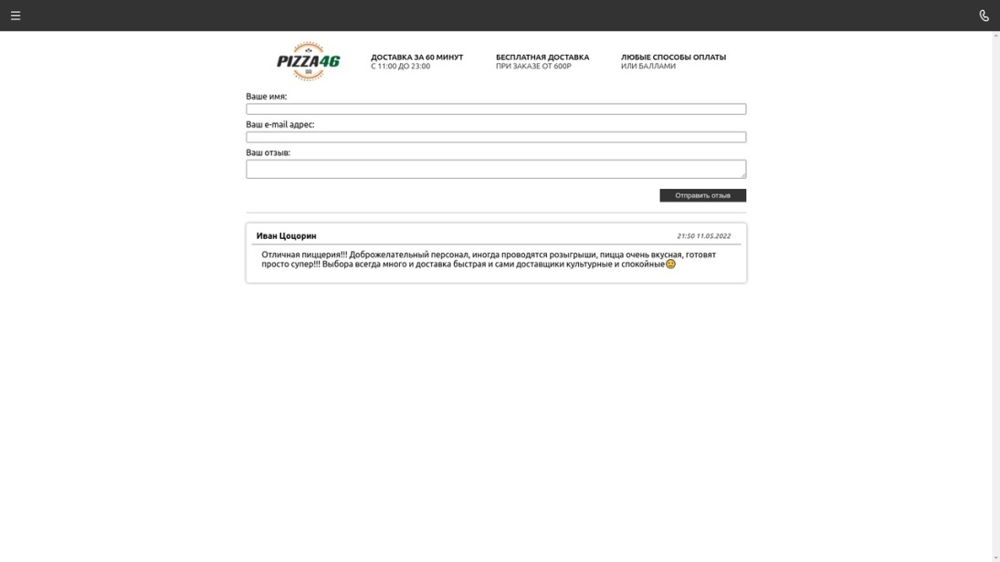 PIZZA46
ДОСТАВКА ЗА 60 МИНУТ
С 11:00 ДО 23:00
БЕСПЛАТНАЯ ДОСТАВКА
ПРИ ЗАКАЗЕ ОТ 600Р
ЛЮБЫЕ СПОСОБЫ ОПЛАТЫ
ИЛИ БАЛЛАМИ
Ваше имя:
Ваш e-mail адрес:
Ваш отзыв:
Отправить отзыв
Иван Цоцорин
21:50 11.05.2022
Отличная пиццерия!!! Доброжелательный персонал, иногда проводятся розыгрыши, пицца очень вкусная, готовят
просто супер!!! Выбора всегда много и доставка быстрая и сами доставщики культурные и спокойные😊